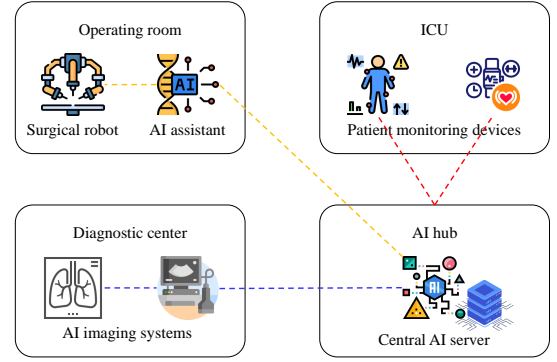 Operating room
AI
Surgical robot
AI assistant
ICU
Patient monitoring devices
Diagnostic center
AI imaging systems
AI hub
AI
Central AI server